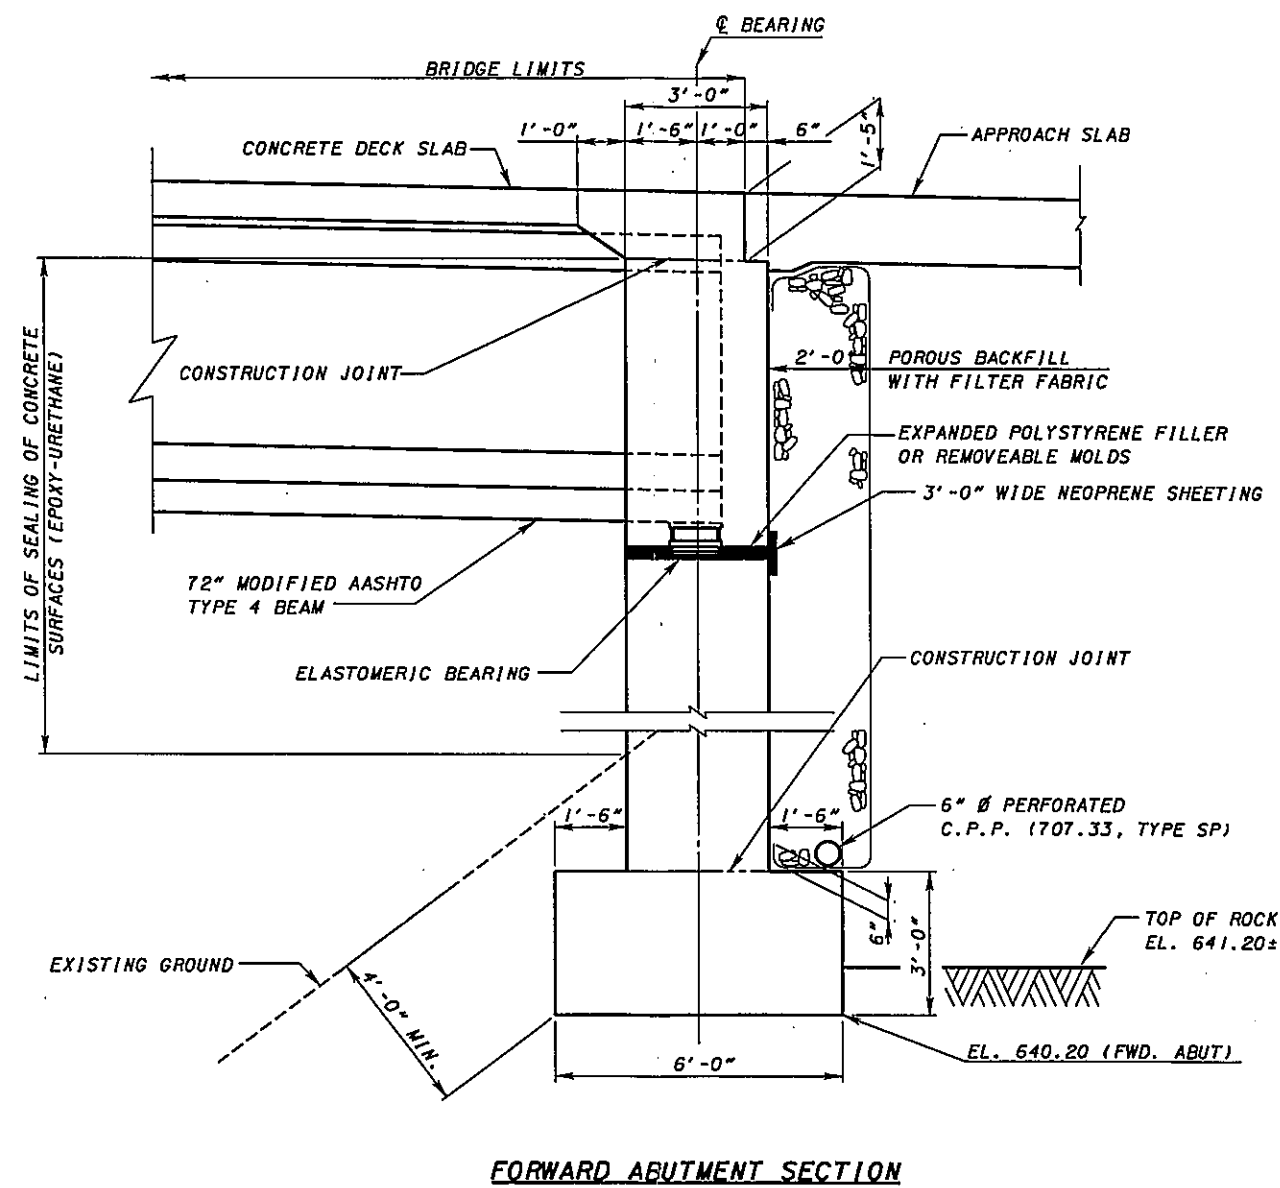 ℄ BEARING
BRIDGE LIMITS
3'-0"
1'-0"
1'-6"
1'-0"
6"
1'-5"
CONCRETE DECK SLAB
APPROACH SLAB
CONSTRUCTION JOINT
2'-0
POROUS BACKFILL
WITH FILTER FABRIC
LIMITS OF SEALING OF CONCRETE
SURFACES (EPOXY-URETHANE)
EXPANDED POLYSTYRENE FILLER
OR REMOVEABLE MOLDS
3'-0" WIDE NEOPRENE SHEETING
72" MODIFIED AASHTO
TYPE 4 BEAM
ELASTOMERIC BEARING
CONSTRUCTION JOINT
1'-6"
1'-6"
6" Ø PERFORATED
C.P.P. (707.33, TYPE SP)
6"
3'-0"
TOP OF ROCK
EL. 641.20±
EXISTING GROUND
4'-0" MIN.
EL. 640.20 (FWD. ABUT)
6'-0"
FORWARD ABUTMENT SECTION